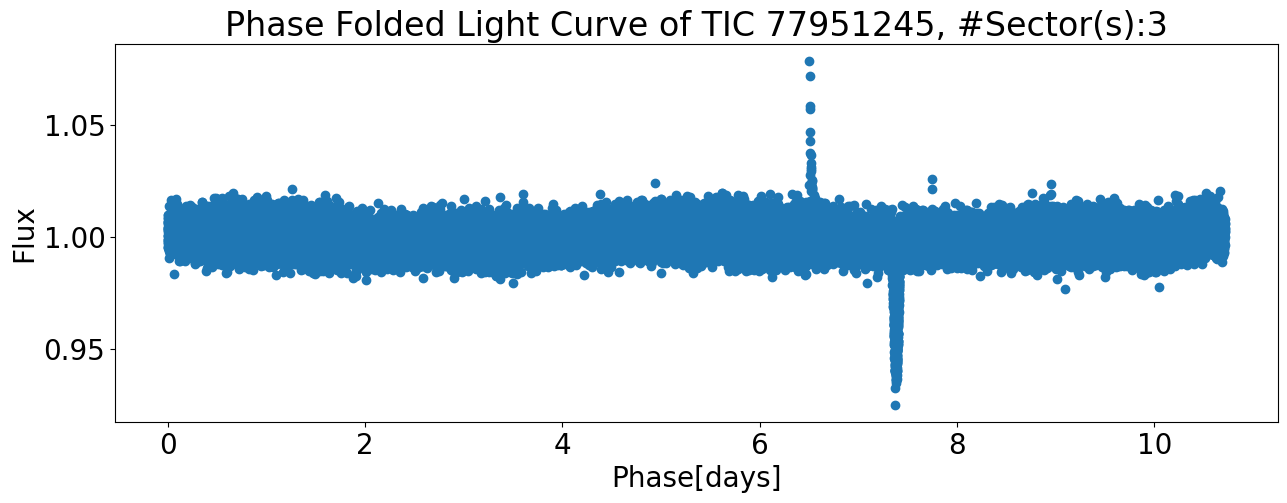 Phase Folded Light Curve of TIC 77951245, #Sector(s):3
Flux
1.05
1.00
0.95
0 2 4 6 8 10
Phase[days]